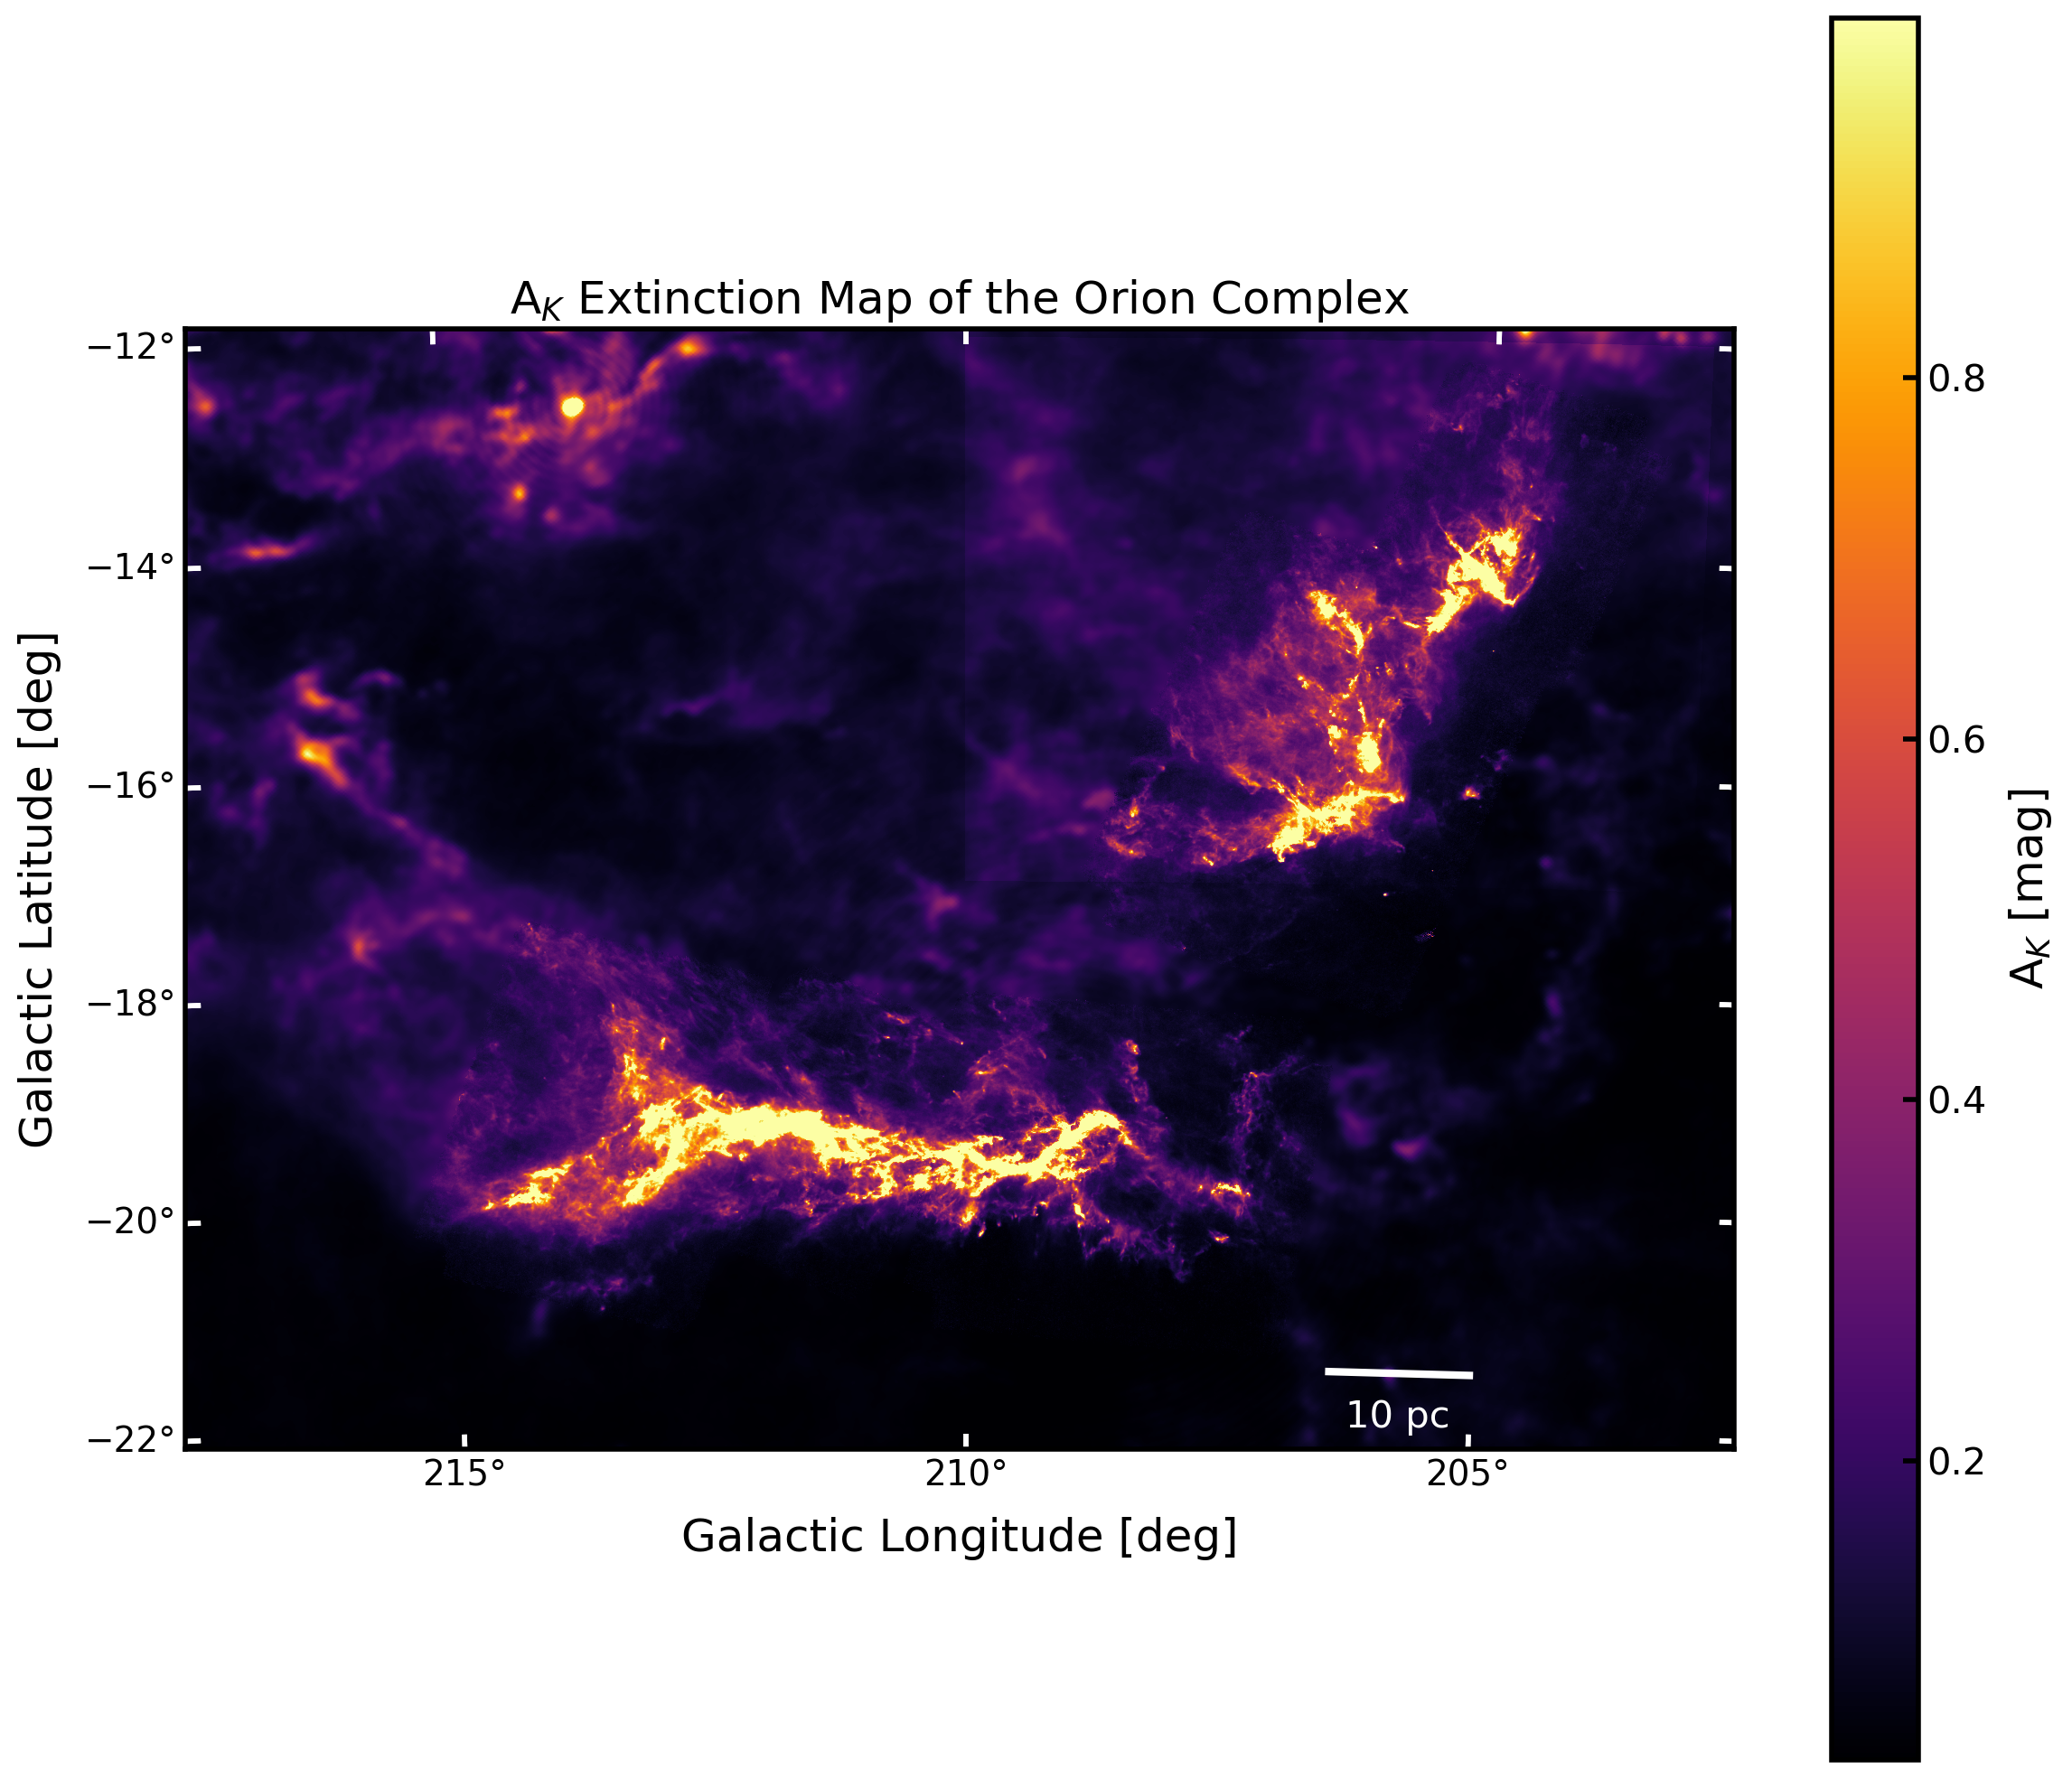 A_K Extinction Map of the Orion Complex
−12°
−14°
−16°
−18°
−20°
−22°
Galactic Latitude [deg]
10 pc
215° 210° 205°
Galactic Longitude [deg]
0.8
0.6
0.4
0.2
A_K [mag]